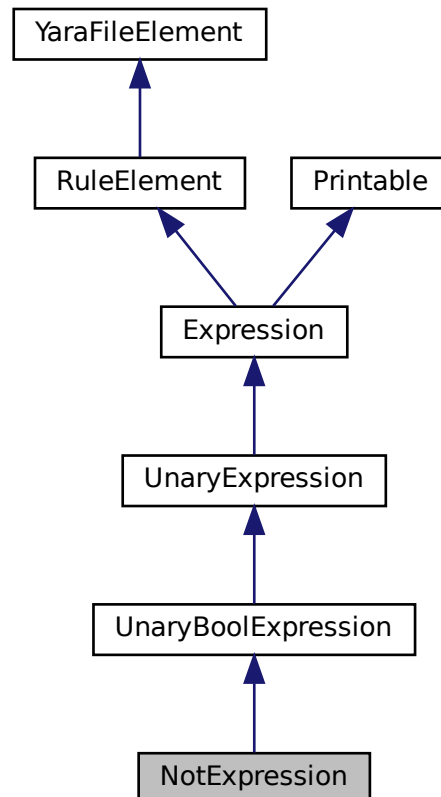 YaraFileElement
RuleElement
Printable
Expression
UnaryExpression
UnaryBoolExpression
NotExpression